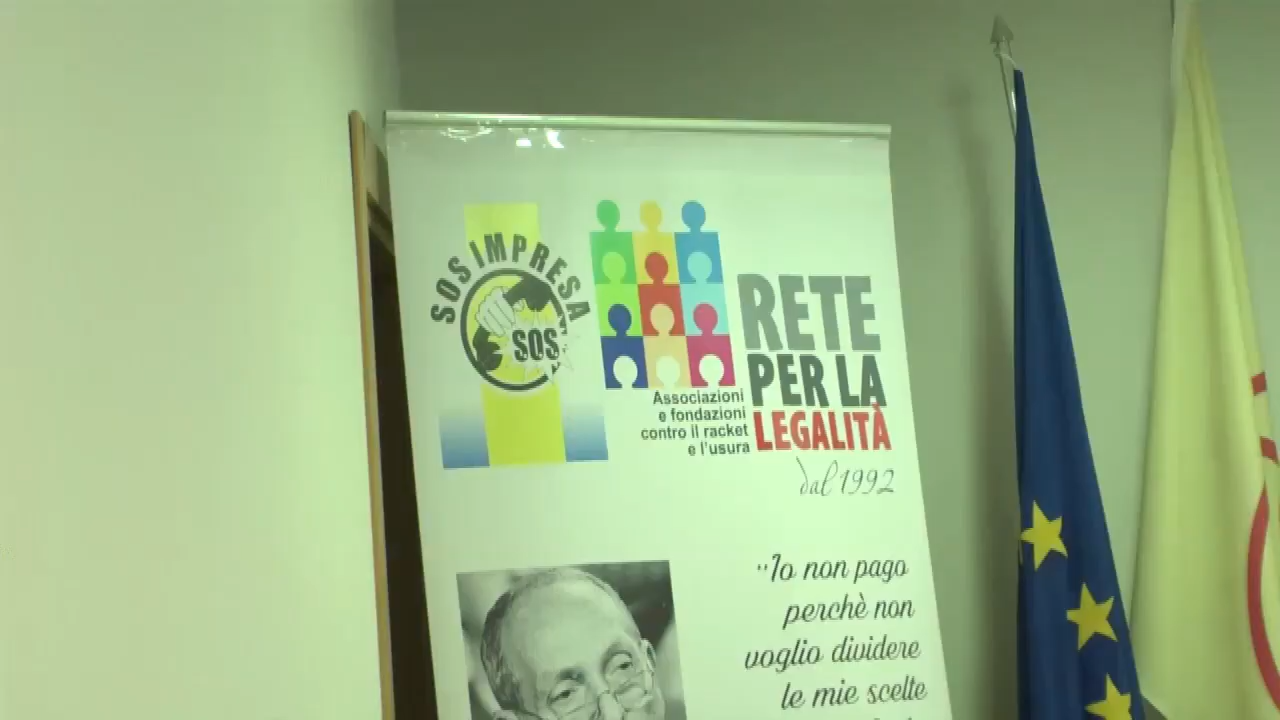 SOS IMPRESA
SOS
RETE
PER LA
LEGALITÀ
Associazioni
e fondazioni
contro il racket
e l'usura
dal 1992
"Io non pago
perchè non
voglio dividere
le mie scelte